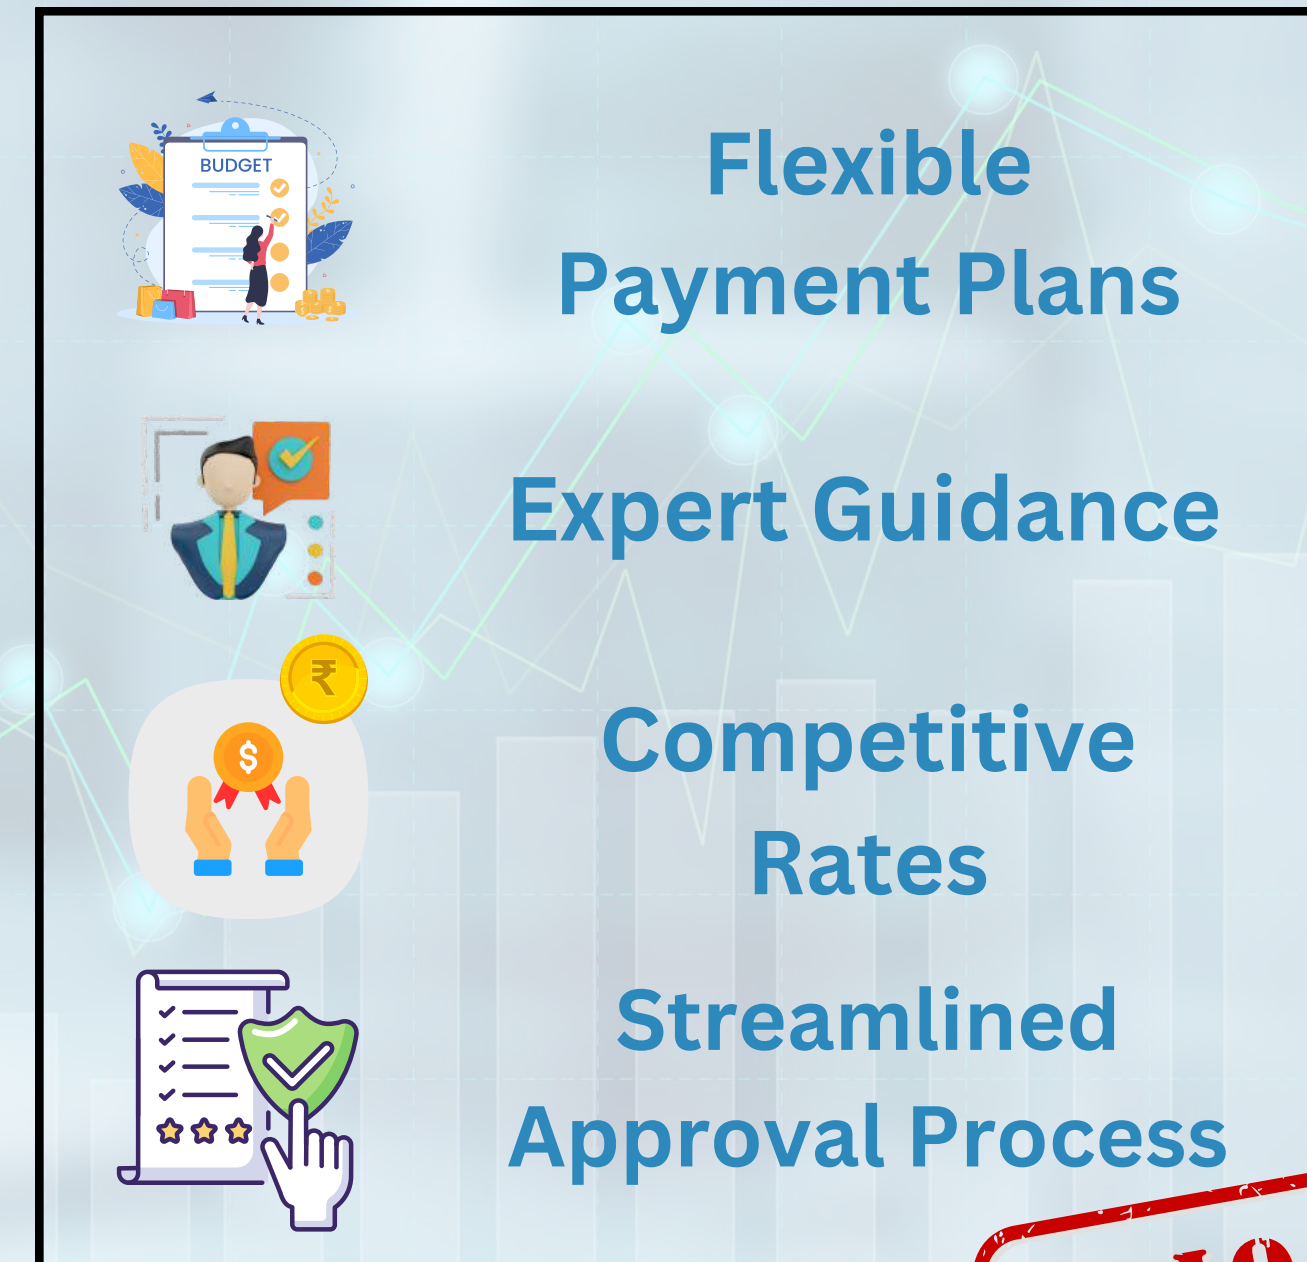 BUDGET
Flexible
Payment Plans
Expert Guidance
₹
$
Competitive
Rates
Streamlined
Approval Process